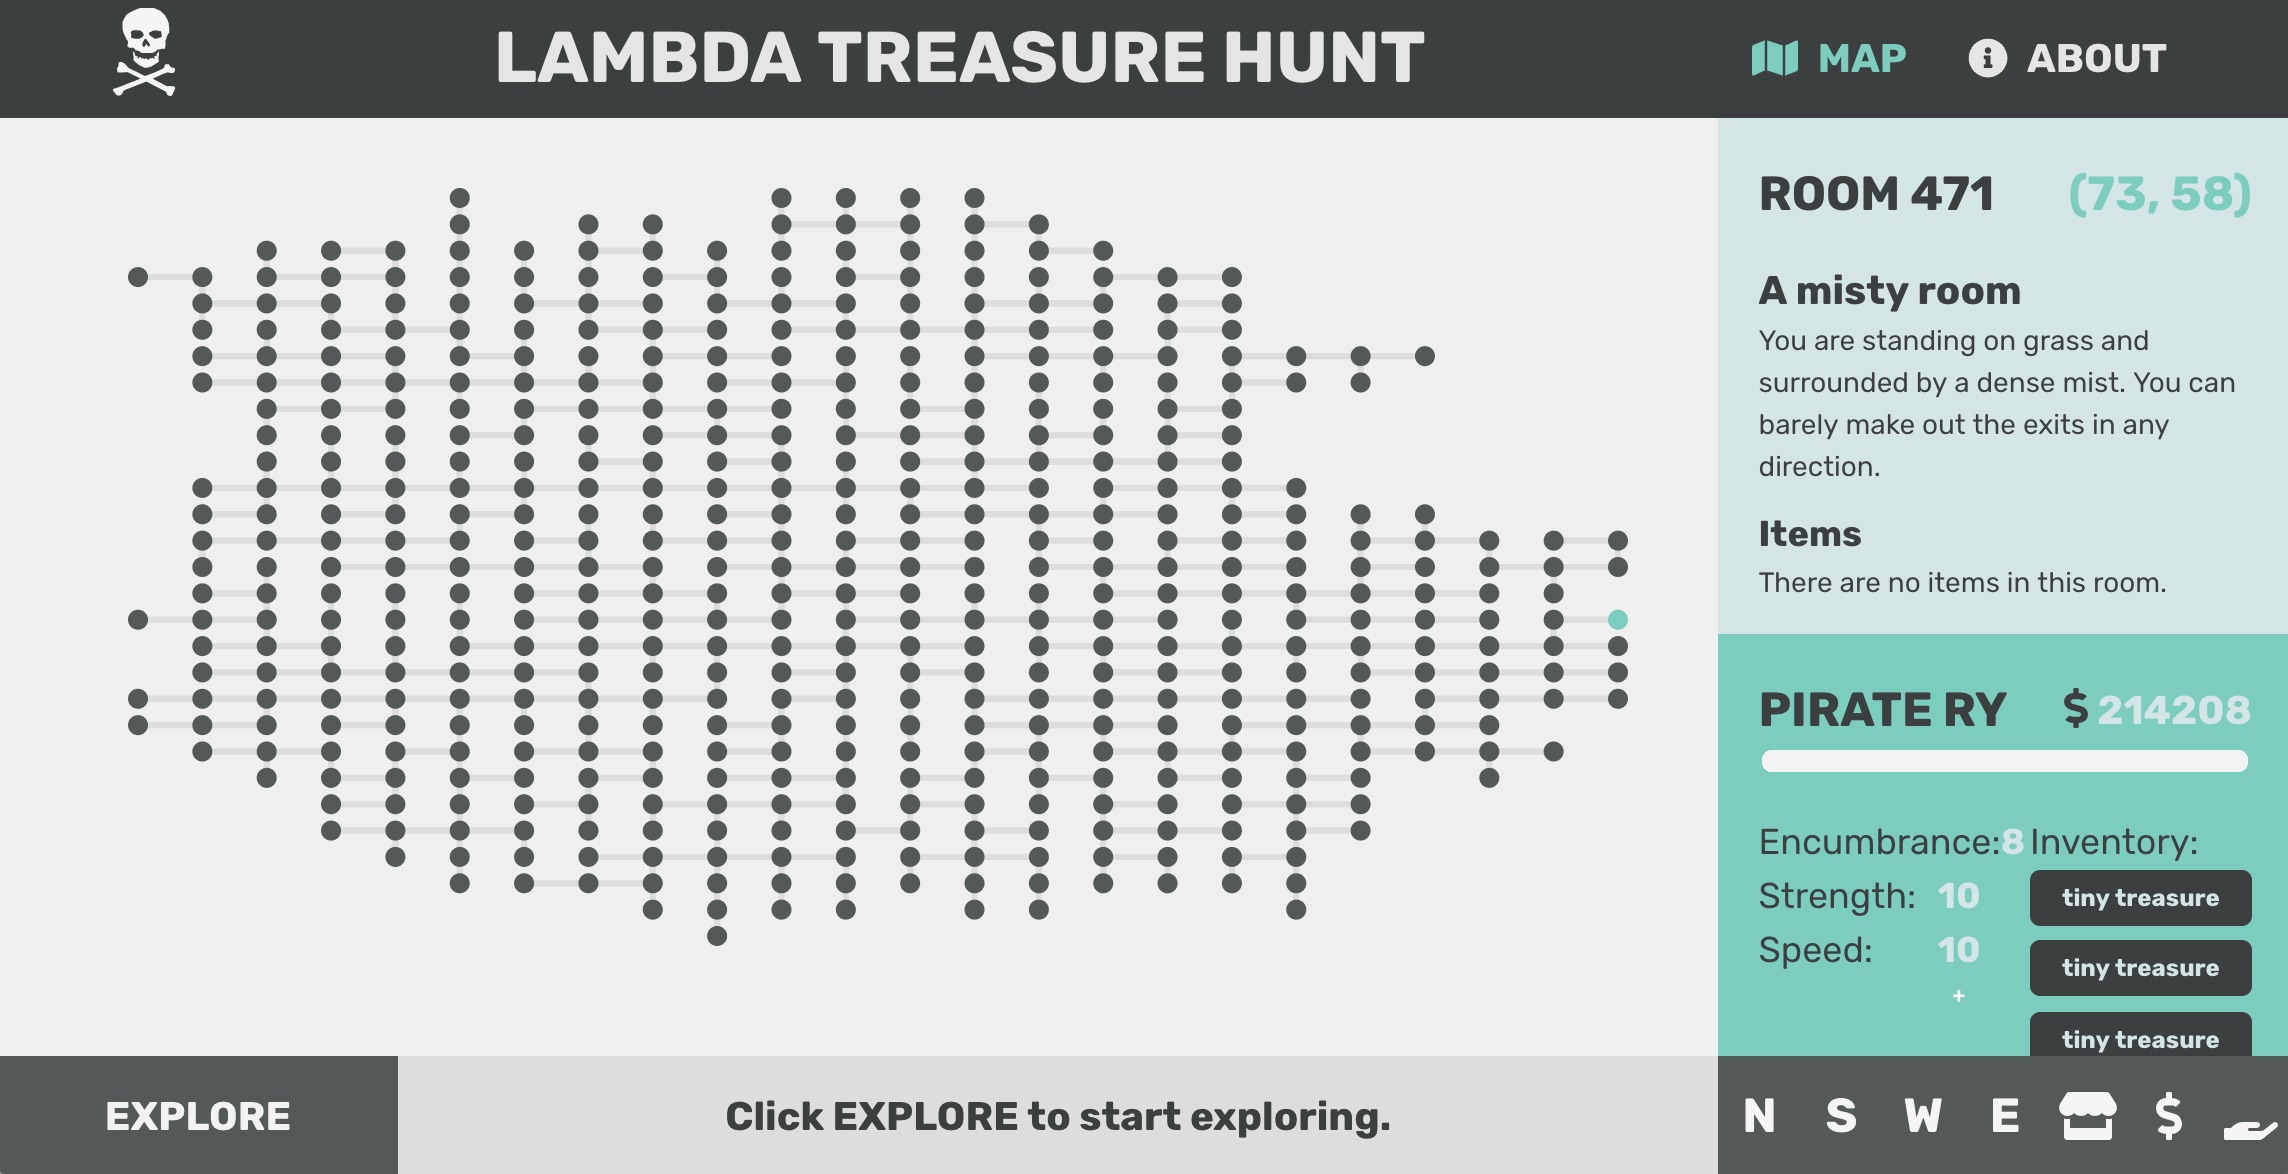 LAMBDA TREASURE HUNT
MAP
ABOUT
ROOM 471 (73, 58)
A misty room
You are standing on grass and
surrounded by a dense mist. You can
barely make out the exits in any
direction.
Items
There are no items in this room.
PIRATE RY $ 214208
Encumbrance:8 Inventory:
Strength: 10
Speed: 10
+
tiny treasure
tiny treasure
tiny treasure
EXPLORE
Click EXPLORE to start exploring.
N S W E $